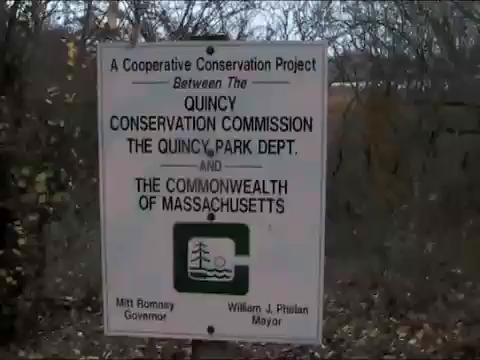 A Cooperative Conservation Project
Between The
QUINCY
CONSERVATION COMMISSION
THE QUINCY PARK DEPT.
AND
THE COMMONWEALTH
OF MASSACHUSETTS
Mitt Romney
Governor
William J. Phelan
Mayor